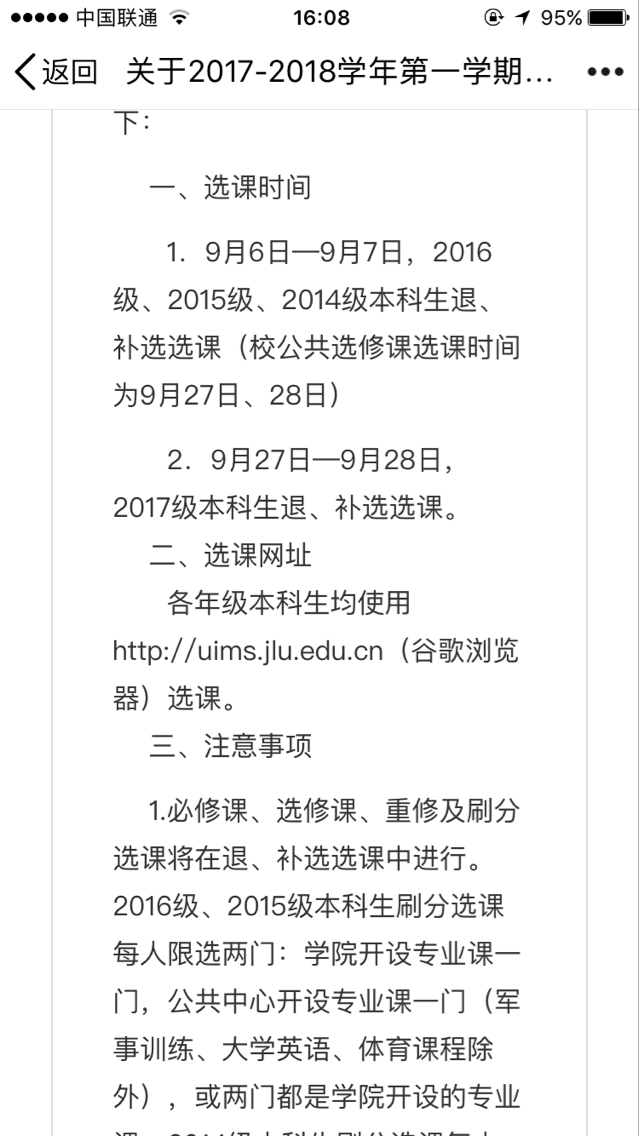 中国联通 16:08 95%
返回 关于2017-2018学年第一学期...
下：
一、选课时间
1．9月6日—9月7日，2016
级、2015级、2014级本科生退、
补选选课（校公共选修课选课时间
为9月27日、28日）
2．9月27日—9月28日，
2017级本科生退、补选选课。
二、选课网址
各年级本科生均使用
http://uims.jlu.edu.cn（谷歌浏览
器）选课。
三、注意事项
1.必修课、选修课、重修及刷分
选课将在退、补选选课中进行。
2016级、2015级本科生刷分选课
每人限选两门：学院开设专业课一
门，公共中心开设专业课一门（军
事训练、大学英语、体育课程除
外），或两门都是学院开设的专业